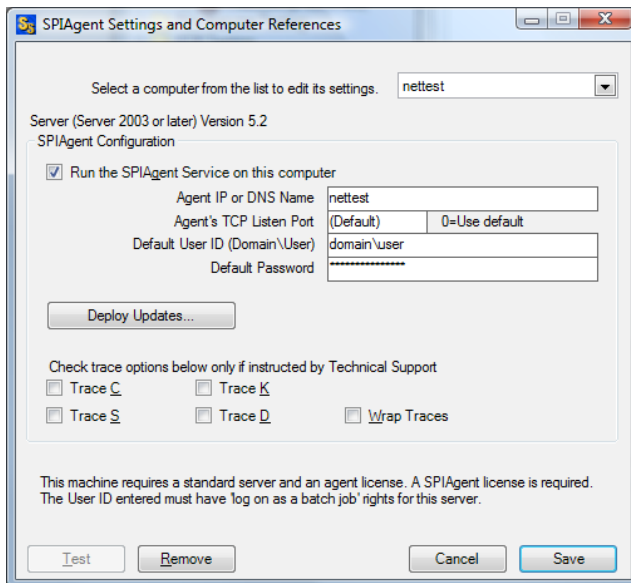 SPIAgent Settings and Computer References
Select a computer from the list to edit its settings. nettest
Server (Server 2003 or later) Version 5.2
SPIAgent Configuration
Run the SPIAgent Service on this computer
Agent IP or DNS Name nettest
Agent's TCP Listen Port (Default) 0=Use default
Default User ID (Domain\User) domain\user
Default Password ***************
Deploy Updates...
Check trace options below only if instructed by Technical Support
Trace C Trace K
Trace S Trace D Wrap Traces
This machine requires a standard server and an agent license. A SPIAgent license is required.
The User ID entered must have 'log on as a batch job' rights for this server.
Test Remove Cancel Save